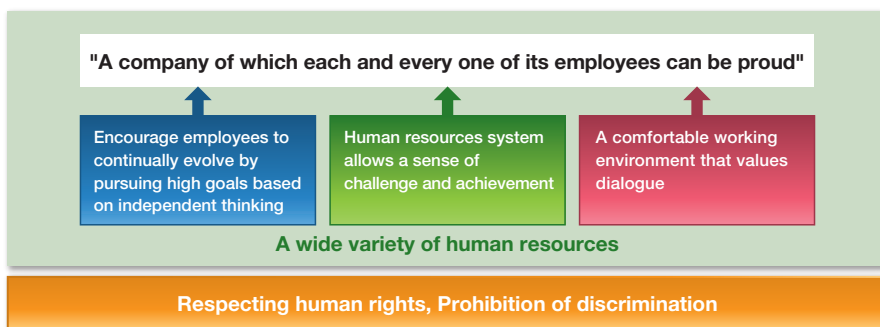 "A company of which each and every one of its employees can be proud"
Encourage employees to
continually evolve by
pursuing high goals based
on independent thinking
Human resources system
allows a sense of
challenge and achievement
A comfortable working
environment that values
dialogue
A wide variety of human resources
Respecting human rights, Prohibition of discrimination